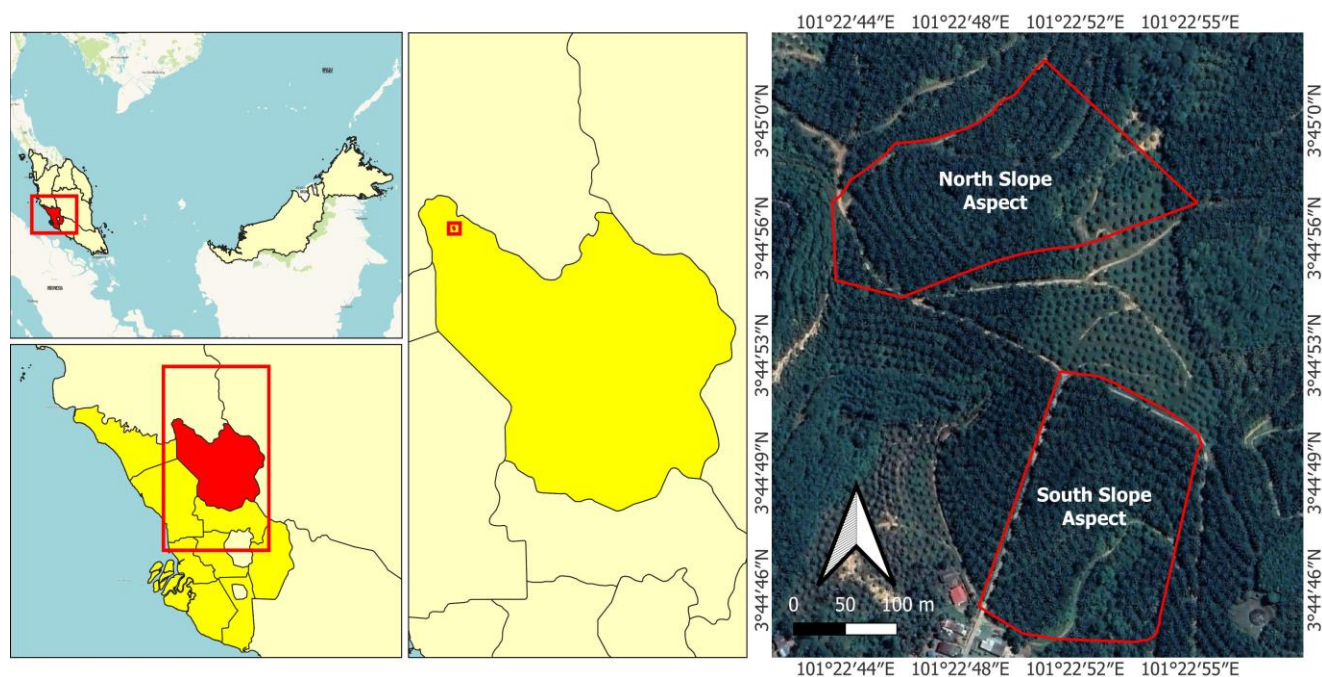 101°22′44″E 101°22′48″E 101°22′52″E 101°22′55″E
INDONESIA
North Slope
Aspect
South Slope
Aspect
0 50 100 m
3°45′0″N
3°44′56″N
3°44′53″N
3°44′49″N
3°44′46″N
3°45′0″N
3°44′56″N
3°44′53″N
3°44′49″N
3°44′46″N
101°22′44″E 101°22′48″E 101°22′52″E 101°22′55″E